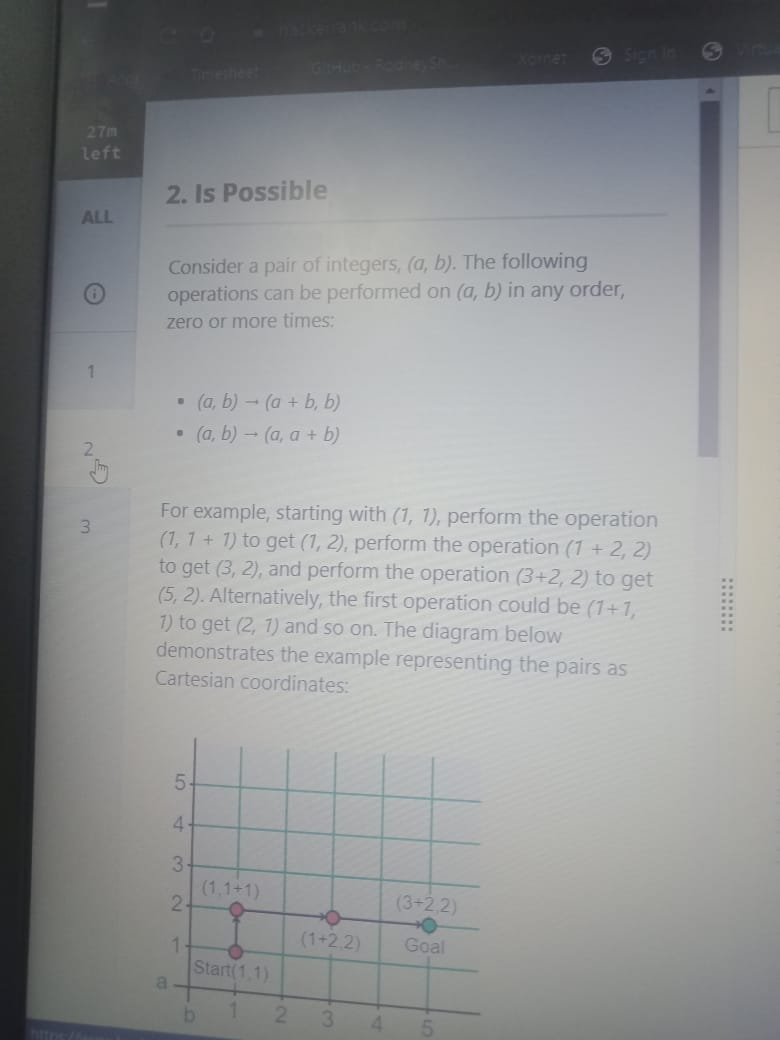 hackerrank.com
Timesheet
GitHub - RodneySh...
Xornet
Sign In
27m
left
ALL
1
2
3
2. Is Possible
Consider a pair of integers, (a, b). The following
operations can be performed on (a, b) in any order,
zero or more times:
• (a, b) → (a + b, b)
• (a, b) → (a, a + b)
For example, starting with (1, 1), perform the operation
(1, 1 + 1) to get (1, 2), perform the operation (1 + 2, 2)
to get (3, 2), and perform the operation (3+2, 2) to get
(5, 2). Alternatively, the first operation could be (1+1,
1) to get (2, 1) and so on. The diagram below
demonstrates the example representing the pairs as
Cartesian coordinates:
5
4
3
(1,1+1)
2
(3+2,2)
(1+2,2)
Goal
1
Start(1,1)
a
b 1 2 3 4 5